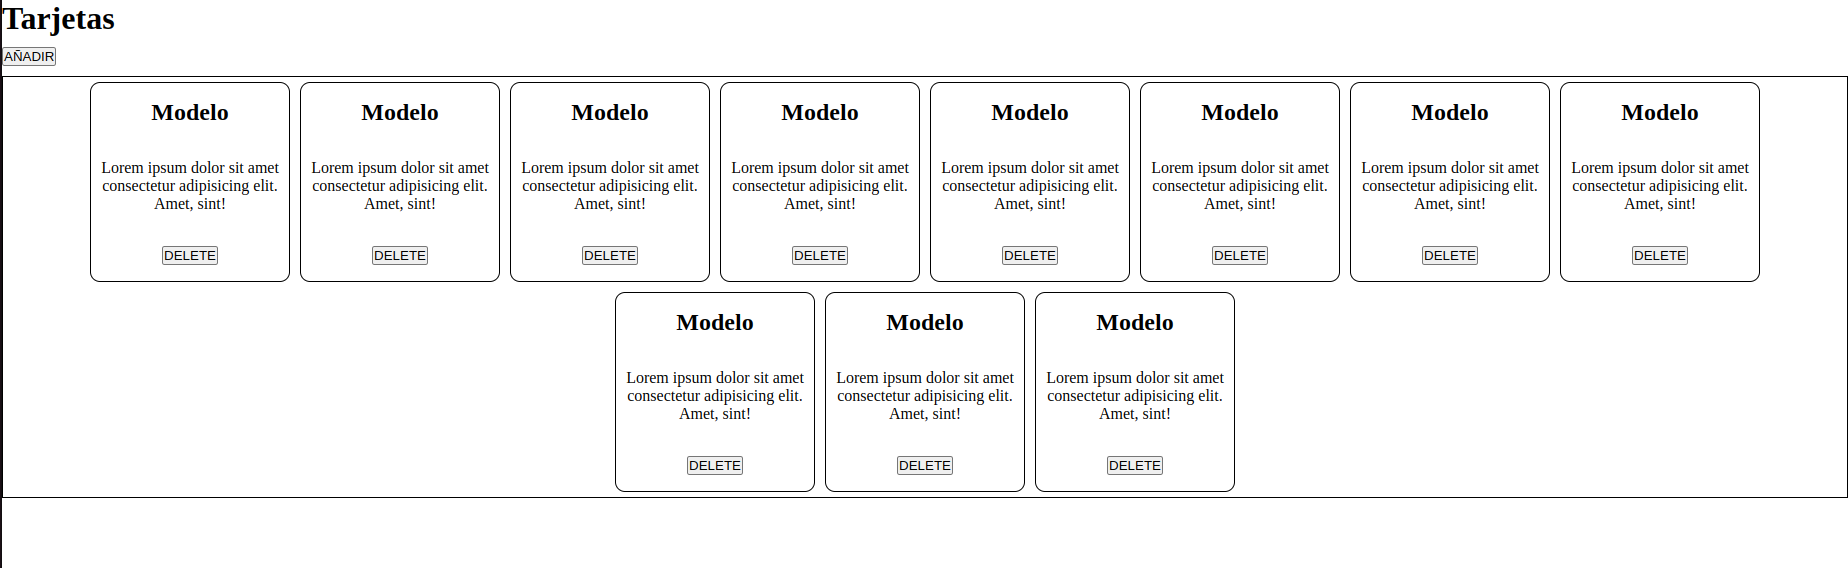 Tarjetas
AÑADIR
Modelo Modelo Modelo Modelo Modelo Modelo Modelo Modelo
Lorem ipsum dolor sit amet Lorem ipsum dolor sit amet Lorem ipsum dolor sit amet Lorem ipsum dolor sit amet Lorem ipsum dolor sit amet Lorem ipsum dolor sit amet Lorem ipsum dolor sit amet Lorem ipsum dolor sit amet
consectetur adipisicing elit. consectetur adipisicing elit. consectetur adipisicing elit. consectetur adipisicing elit. consectetur adipisicing elit. consectetur adipisicing elit. consectetur adipisicing elit. consectetur adipisicing elit.
Amet, sint! Amet, sint! Amet, sint! Amet, sint! Amet, sint! Amet, sint! Amet, sint! Amet, sint!
DELETE DELETE DELETE DELETE DELETE DELETE DELETE DELETE
Modelo Modelo Modelo
Lorem ipsum dolor sit amet Lorem ipsum dolor sit amet Lorem ipsum dolor sit amet
consectetur adipisicing elit. consectetur adipisicing elit. consectetur adipisicing elit.
Amet, sint! Amet, sint! Amet, sint!
DELETE DELETE DELETE